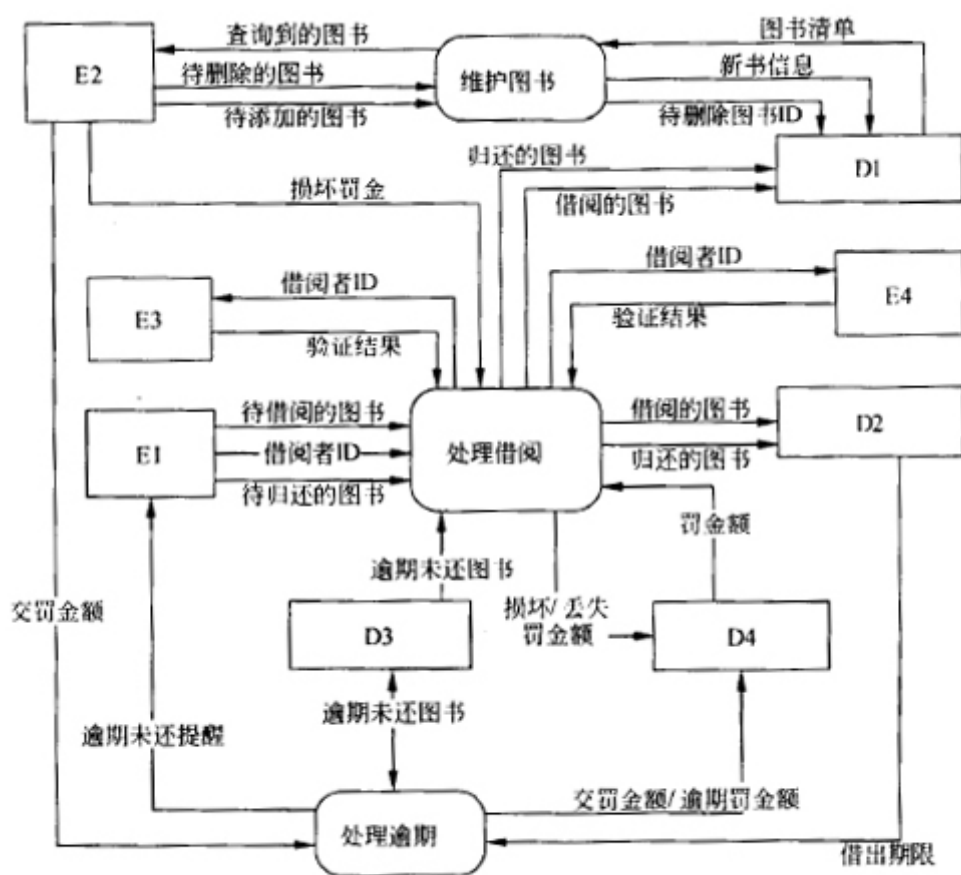 查询到的图书
图书清单
E2
维护图书
待删除的图书
新书信息
待添加的图书
待删除图书ID
归还的图书
D1
损坏罚金
借阅的图书
借阅者ID
借阅者ID
E3
E4
验证结果
验证结果
待借阅的图书
借阅的图书
E1
借阅者ID
处理借阅
D2
待归还的图书
归还的图书
罚金额
逾期未还图书
交罚金额
损坏/丢失
罚金额
D3
D4
逾期未还图书
逾期未还提醒
交罚金额/逾期罚金额
处理逾期
借出期限